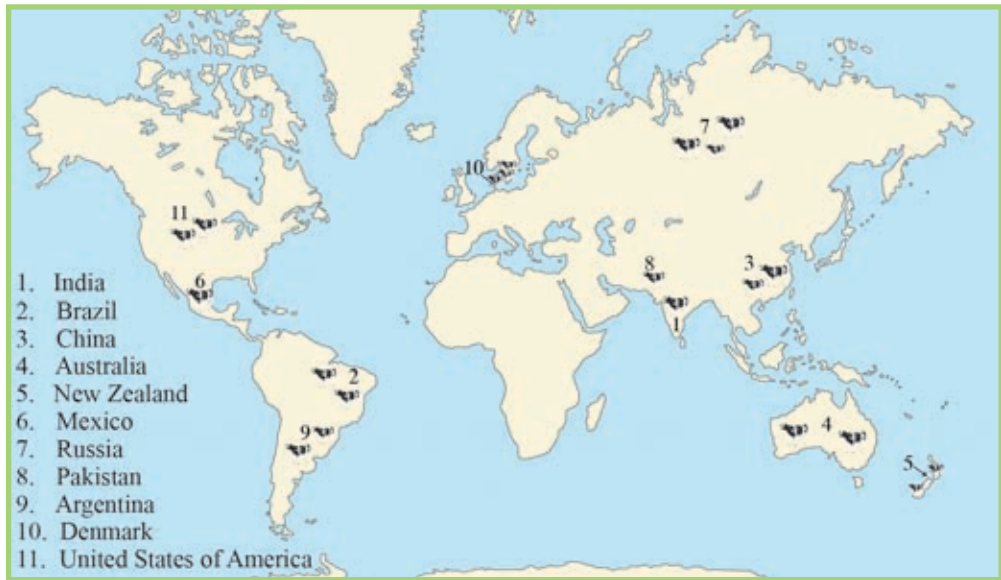 7
10
11
8
3
6
1
2
9
4
5
1. India
2. Brazil
3. China
4. Australia
5. New Zealand
6. Mexico
7. Russia
8. Pakistan
9. Argentina
10. Denmark
11. United States of America